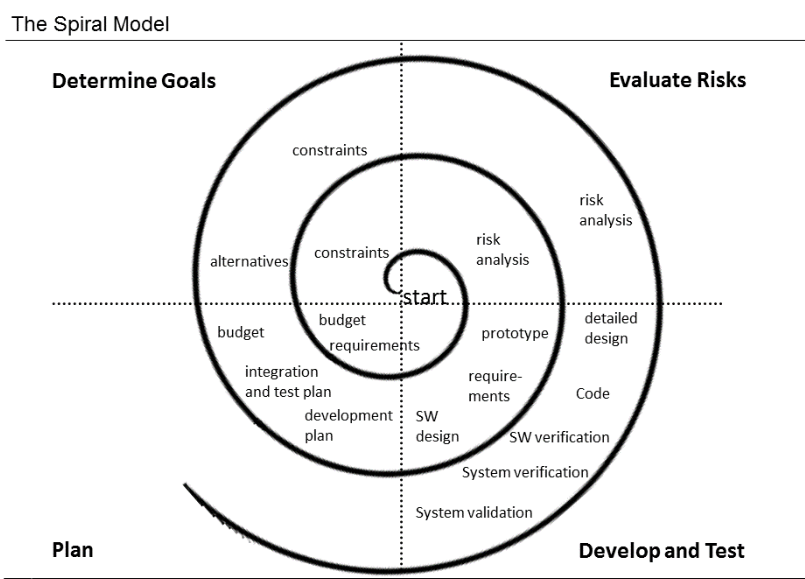 The Spiral Model
Determine Goals
Evaluate Risks
constraints
risk
analysis
alternatives
constraints
risk
analysis
start
budget
budget
requirements
prototype
detailed
design
integration
and test plan
require-
ments
Code
development
plan
SW
design
SW verification
System verification
System validation
Plan
Develop and Test